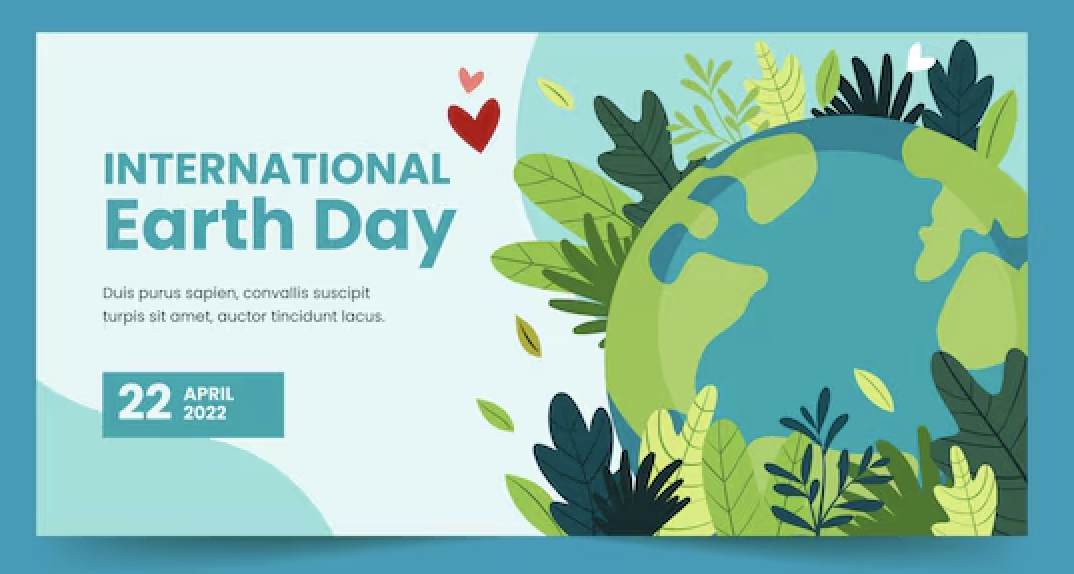 INTERNATIONAL
Earth Day
Duis purus sapien, convallis suscipit
turpis sit amet, auctor tincidunt lacus.
22 APRIL
2022